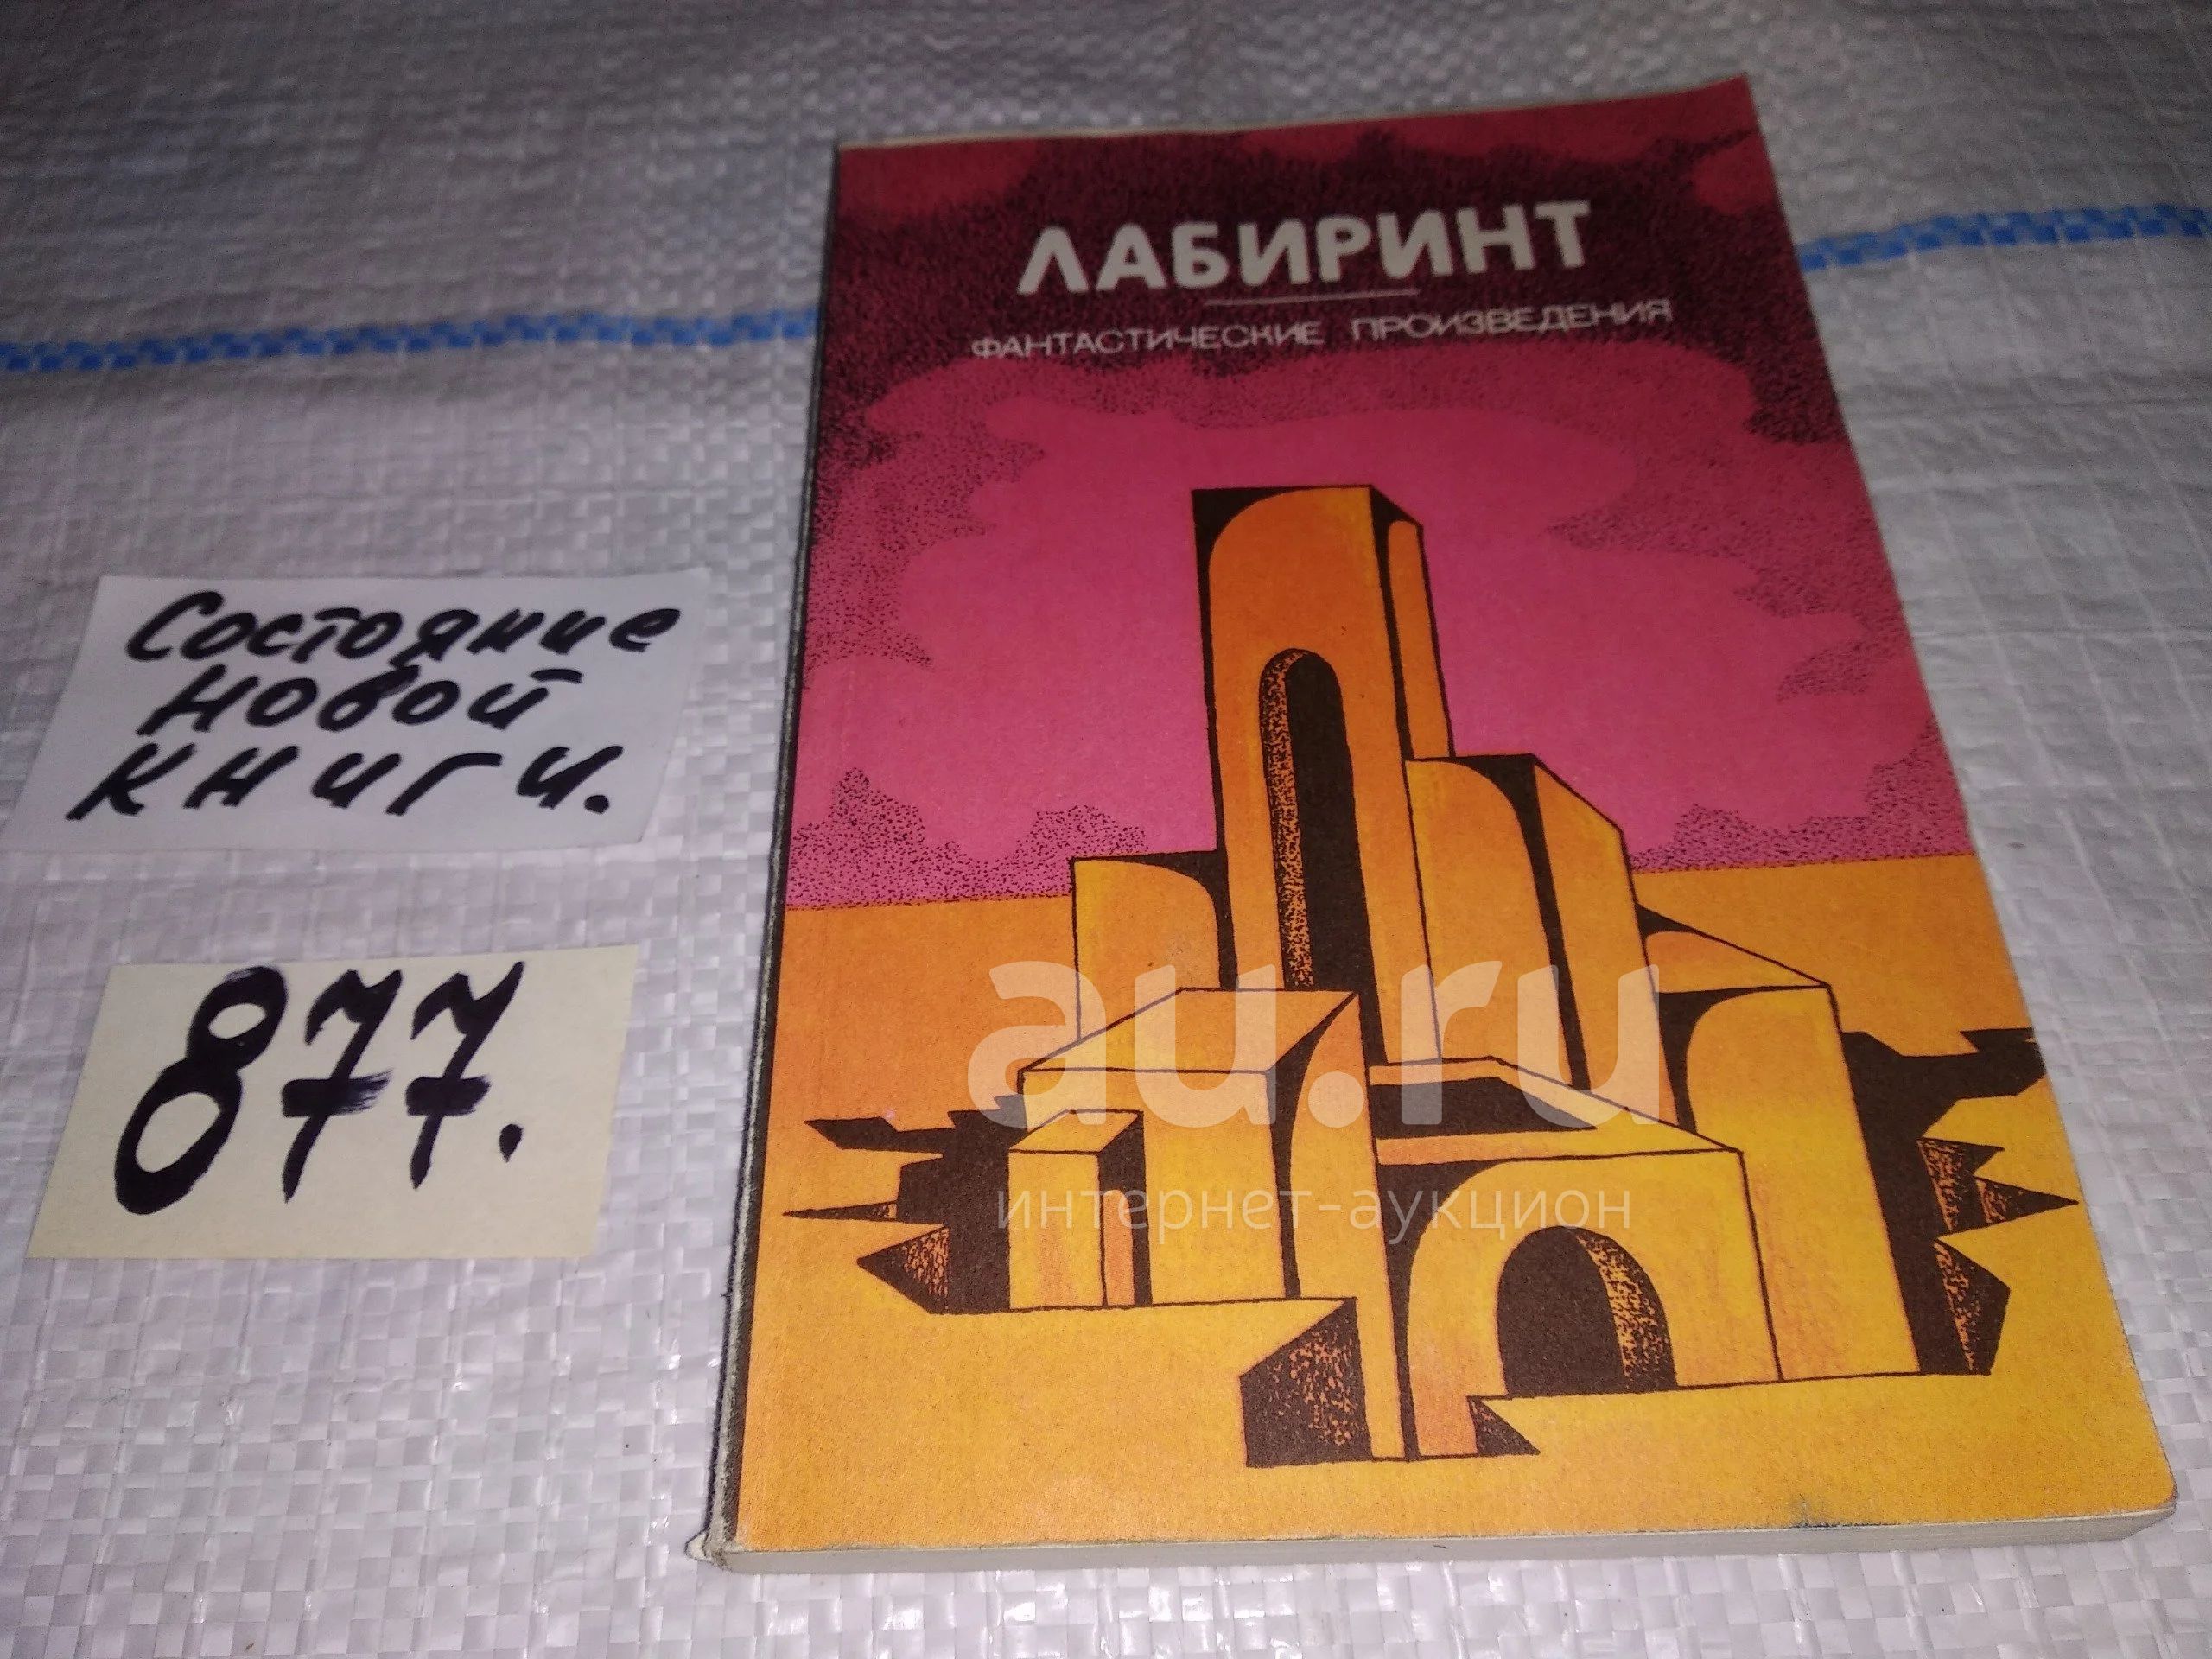 ЛАБИРИНТ
ФАНТАСТИЧЕСКИЕ ПРОИЗВЕДЕНИЯ
Состояние
новой
книги.
877.
au.ru
интернет-аукцион